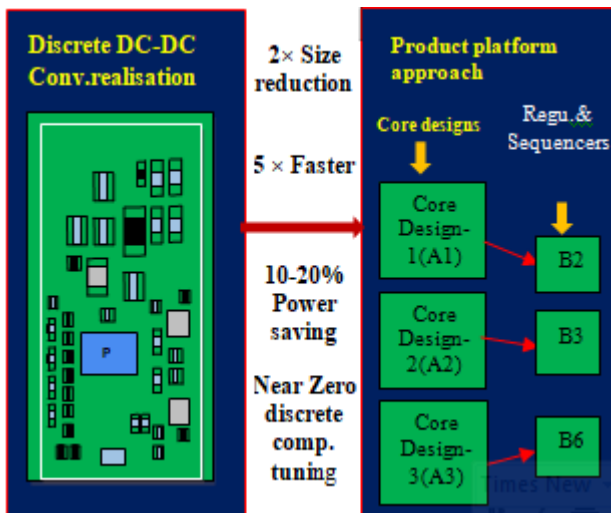 Discrete DC-DC
Conv.realisation
P
2× Size
reduction
5 × Faster
10-20%
Power
saving
Near Zero
discrete
comp.
tuning
Product platform
approach
Core designs
Regu.&
Sequencers
Core
Design-
1(A1)
B2
Core
Design-
2(A2)
B3
Core
Design-
3(A3)
B6
Times New